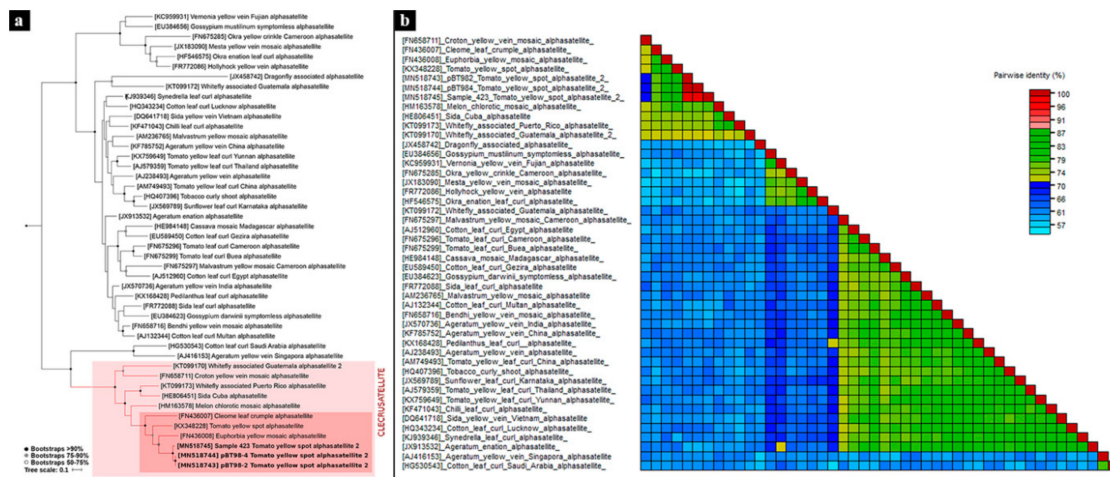 a
[KC959931] Vernonia yellow vein Fujian alphasatellite
[EU384656] Gossypium mustilinum symptomless alphasatellite
[FN675285] Okra yellow crinkle Cameroon alphasatellite
[JX183090] Mesta yellow vein mosaic alphasatellite
[HF546575] Okra enation leaf curl alphasatellite
[FR772086] Hollyhock yellow vein alphasatellite
[JX458742] Dragonfly associated alphasatellite
[KT099172] Whitefly associated Guatemala alphasatellite
[KJ939346] Synedrella leaf curl alphasatellite
[HQ343234] Cotton leaf curl Lucknow alphasatellite
[DQ641718] Sida yellow vein Vietnam alphasatellite
[KF471043] Chilli leaf curl alphasatellite
[AM236765] Malvastrum yellow mosaic alphasatellite
[KF785752] Ageratum yellow vein China alphasatellite
[KX759649] Tomato yellow leaf curl Yunnan alphasatellite
[AJ579359] Tomato yellow leaf curl Thailand alphasatellite
[AJ238493] Ageratum yellow vein alphasatellite
[AM749493] Tomato yellow leaf curl China alphasatellite
[HQ407396] Tobacco curly shoot alphasatellite
[JX569789] Sunflower leaf curl Karnataka alphasatellite
[JX913532] Ageratum enation alphasatellite
[HE984148] Cassava mosaic Madagascar alphasatellite
[EU589450] Cotton leaf curl Gezira alphasatellite
[FN675296] Tomato leaf curl Cameroon alphasatellite
[FN675299] Tomato leaf curl Buea alphasatellite
[FN675297] Malvastrum yellow mosaic Cameroon alphasatellite
[AJ512960] Cotton leaf curl Egypt alphasatellite
[JX570736] Ageratum yellow vein India alphasatellite
[KX168428] Pedilanthus leaf curl alphasatellite
[FR772088] Sida leaf curl alphasatellite
[EU384623] Gossypium darwinii symptomless alphasatellite
[FN658716] Bendhi yellow vein mosaic alphasatellite
[AJ132344] Cotton leaf curl Multan alphasatellite
[HG530543] Cotton leaf curl Saudi Arabia alphasatellite
[AJ416153] Ageratum yellow vein Singapora alphasatellite
[KT099170] Whitefly associated Guatemala alphasatellite 2
[FN658711] Croton yellow vein mosaic alphasatellite
[KT099173] Whitefly associated Puerto Rico alphasatellite
[HE806451] Sida Cuba alphasatellite
[HM163578] Melon chlorotic mosaic alphasatellite
[FN436007] Cleome leaf crumple alphasatellite
[KX348228] Tomato yellow spot alphasatellite
[FN436008] Euphorbia yellow mosaic alphasatellite
[MN518745] Sample 423 Tomato yellow spot alphasatellite 2
[MN518744] pBT98-4 Tomato yellow spot alphasatellite 2
[MN518743] pBT98-2 Tomato yellow spot alphasatellite 2
CLECRUSATELLITE
Bootstraps >90%
Bootstraps 75-90%
Bootstraps 50-75%
Tree scale: 0.1
b
[FN658711]_Croton_yellow_vein_mosaic_alphasatellite_
[FN436007]_Cleome_leaf_crumple_alphasatellite_
[FN436008]_Euphorbia_yellow_mosaic_alphasatellite_
[KX348228]_Tomato_yellow_spot_alphasatellite_
[MN518743]_pBT982_Tomato_yellow_spot_alphasatellite_2_
[MN518744]_pBT984_Tomato_yellow_spot_alphasatellite_2_
[MN518745]_Sample_423_Tomato_yellow_spot_alphasatellite_2_
[HM163578]_Melon_chlorotic_mosaic_alphasatellite_
[HE806451]_Sida_Cuba_alphasatellite_
[KT099173]_Whitefly_associated_Puerto_Rico_alphasatellite_
[KT099170]_Whitefly_associated_Guatemala_alphasatellite_2_
[JX458742]_Dragonfly_associated_alphasatellite_
[EU384656]_Gossypium_mustilinum_symptomless_alphasatellite_
[KC959931]_Vernonia_yellow_vein_Fujian_alphasatellite_
[FN675285]_Okra_yellow_crinkle_Cameroon_alphasatellite_
[JX183090]_Mesta_yellow_vein_mosaic_alphasatellite_
[FR772086]_Hollyhock_yellow_vein_alphasatellite_
[HF546575]_Okra_enation_leaf_curl_alphasatellite_
[KT099172]_Whitefly_associated_Guatemala_alphasatellite_
[FN675297]_Malvastrum_yellow_mosaic_Cameroon_alphasatellite_
[AJ512960]_Cotton_leaf_curl_Egypt_alphasatellite_
[FN675296]_Tomato_leaf_curl_Cameroon_alphasatellite_
[FN675299]_Tomato_leaf_curl_Buea_alphasatellite_
[HE984148]_Cassava_mosaic_Madagascar_alphasatellite_
[EU589450]_Cotton_leaf_curl_Gezira_alphasatellite_
[EU384623]_Gossypium_darwinii_symptomless_alphasatellite_
[FR772088]_Sida_leaf_curl_alphasatellite_
[AM236765]_Malvastrum_yellow_mosaic_alphasatellite_
[AJ132344]_Cotton_leaf_curl_Multan_alphasatellite_
[FN658716]_Bendhi_yellow_vein_mosaic_alphasatellite_
[JX570736]_Ageratum_yellow_vein_India_alphasatellite_
[KF785752]_Ageratum_yellow_vein_China_alphasatellite_
[KX168428]_Pedilanthus_leaf_curl__alphasatellite_
[AJ238493]_Ageratum_yellow_vein_alphasatellite_
[AM749493]_Tomato_yellow_leaf_curl_China_alphasatellite_
[HQ407396]_Tobacco_curly_shoot_alphasatellite_
[JX569789]_Sunflower_leaf_curl_Karnataka_alphasatellite_
[AJ579359]_Tomato_yellow_leaf_curl_Thailand_alphasatellite_
[KX759649]_Tomato_yellow_leaf_curl_Yunnan_alphasatellite_
[KF471043]_Chilli_leaf_curl_alphasatellite_
[DQ641718]_Sida_yellow_vein_Vietnam_alphasatellite_
[HQ343234]_Cotton_leaf_curl_Lucknow_alphasatellite_
[KJ939346]_Synedrella_leaf_curl_alphasatellite_
[JX913532]_Ageratum_enation_alphasatellite_
[AJ416153]_Ageratum_yellow_vein_Singapora_alphasatellite
[HG530543]_Cotton_leaf_curl_Saudi_Arabia_alphasatellite_
Pairwise identity (%)
100
96
91
87
83
79
74
70
66
61
57